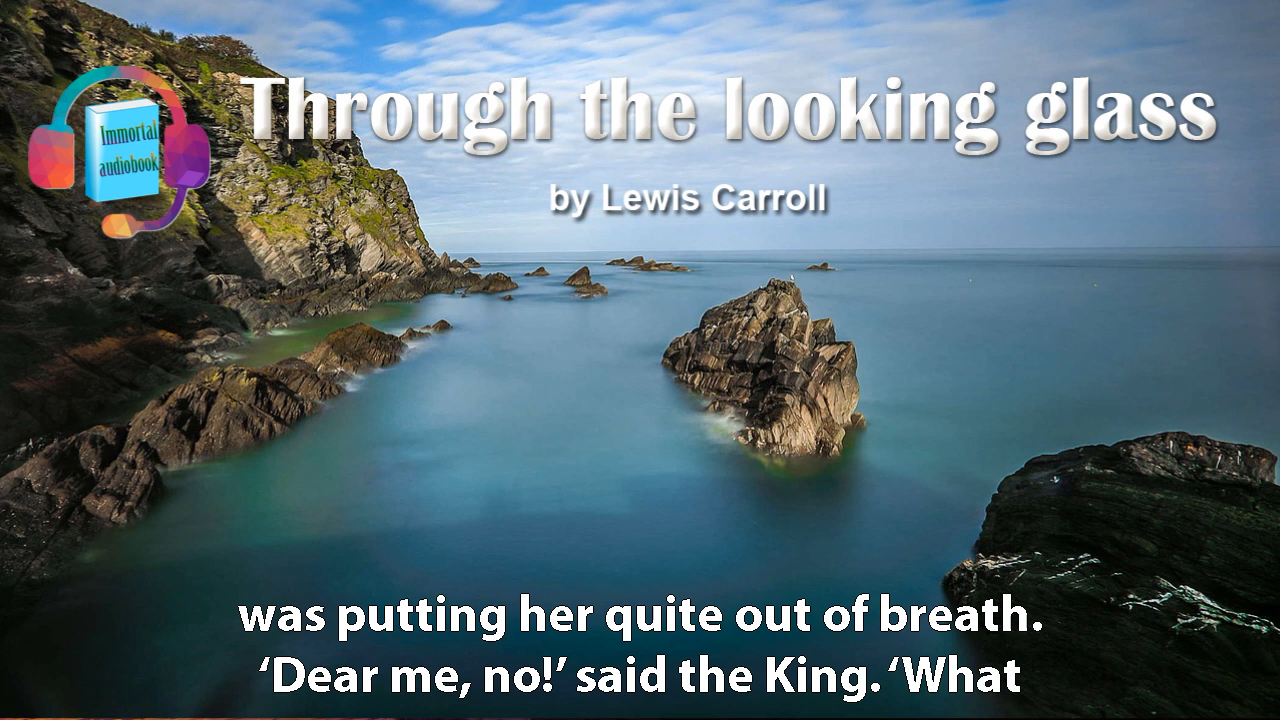 Through the looking glass
by Lewis Carroll
Immortal
audiobook
was putting her quite out of breath.
‘Dear me, no!’ said the King. ‘What